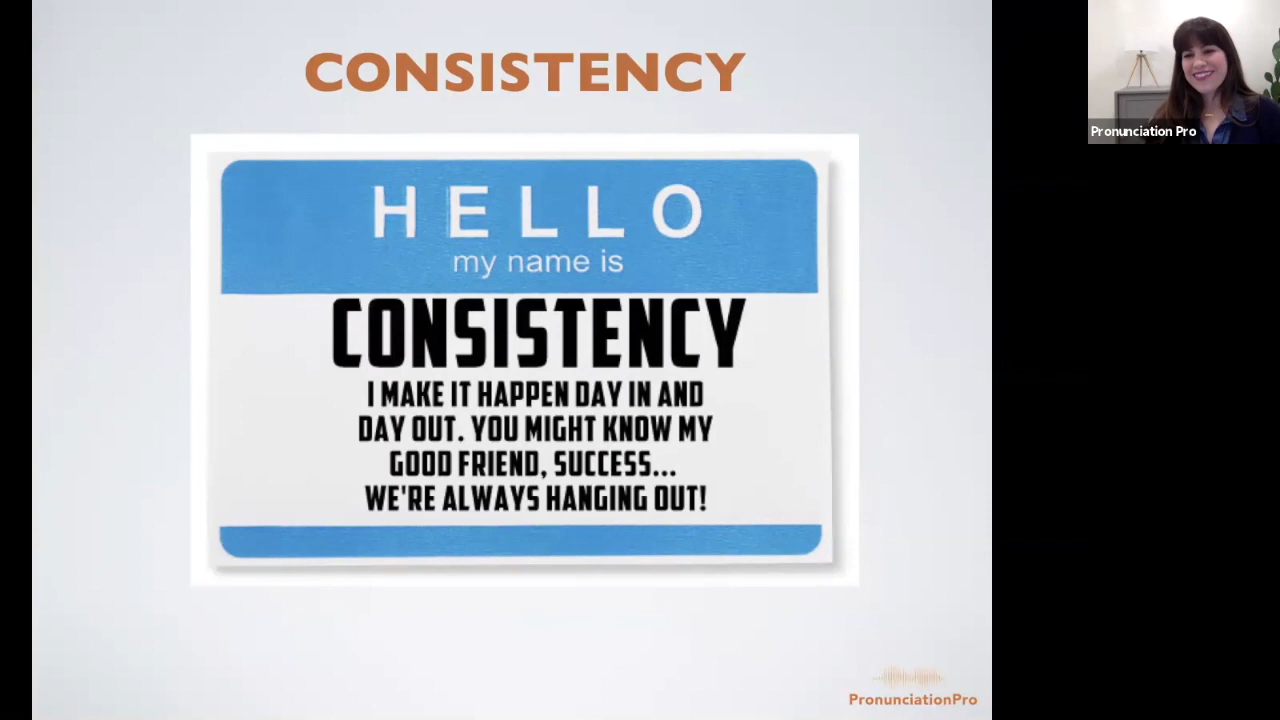 CONSISTENCY
HELLO
my name is
CONSISTENCY
I MAKE IT HAPPEN DAY IN AND
DAY OUT. YOU MIGHT KNOW MY
GOOD FRIEND, SUCCESS...
WE'RE ALWAYS HANGING OUT!
PronunciationPro
Pronunciation Pro